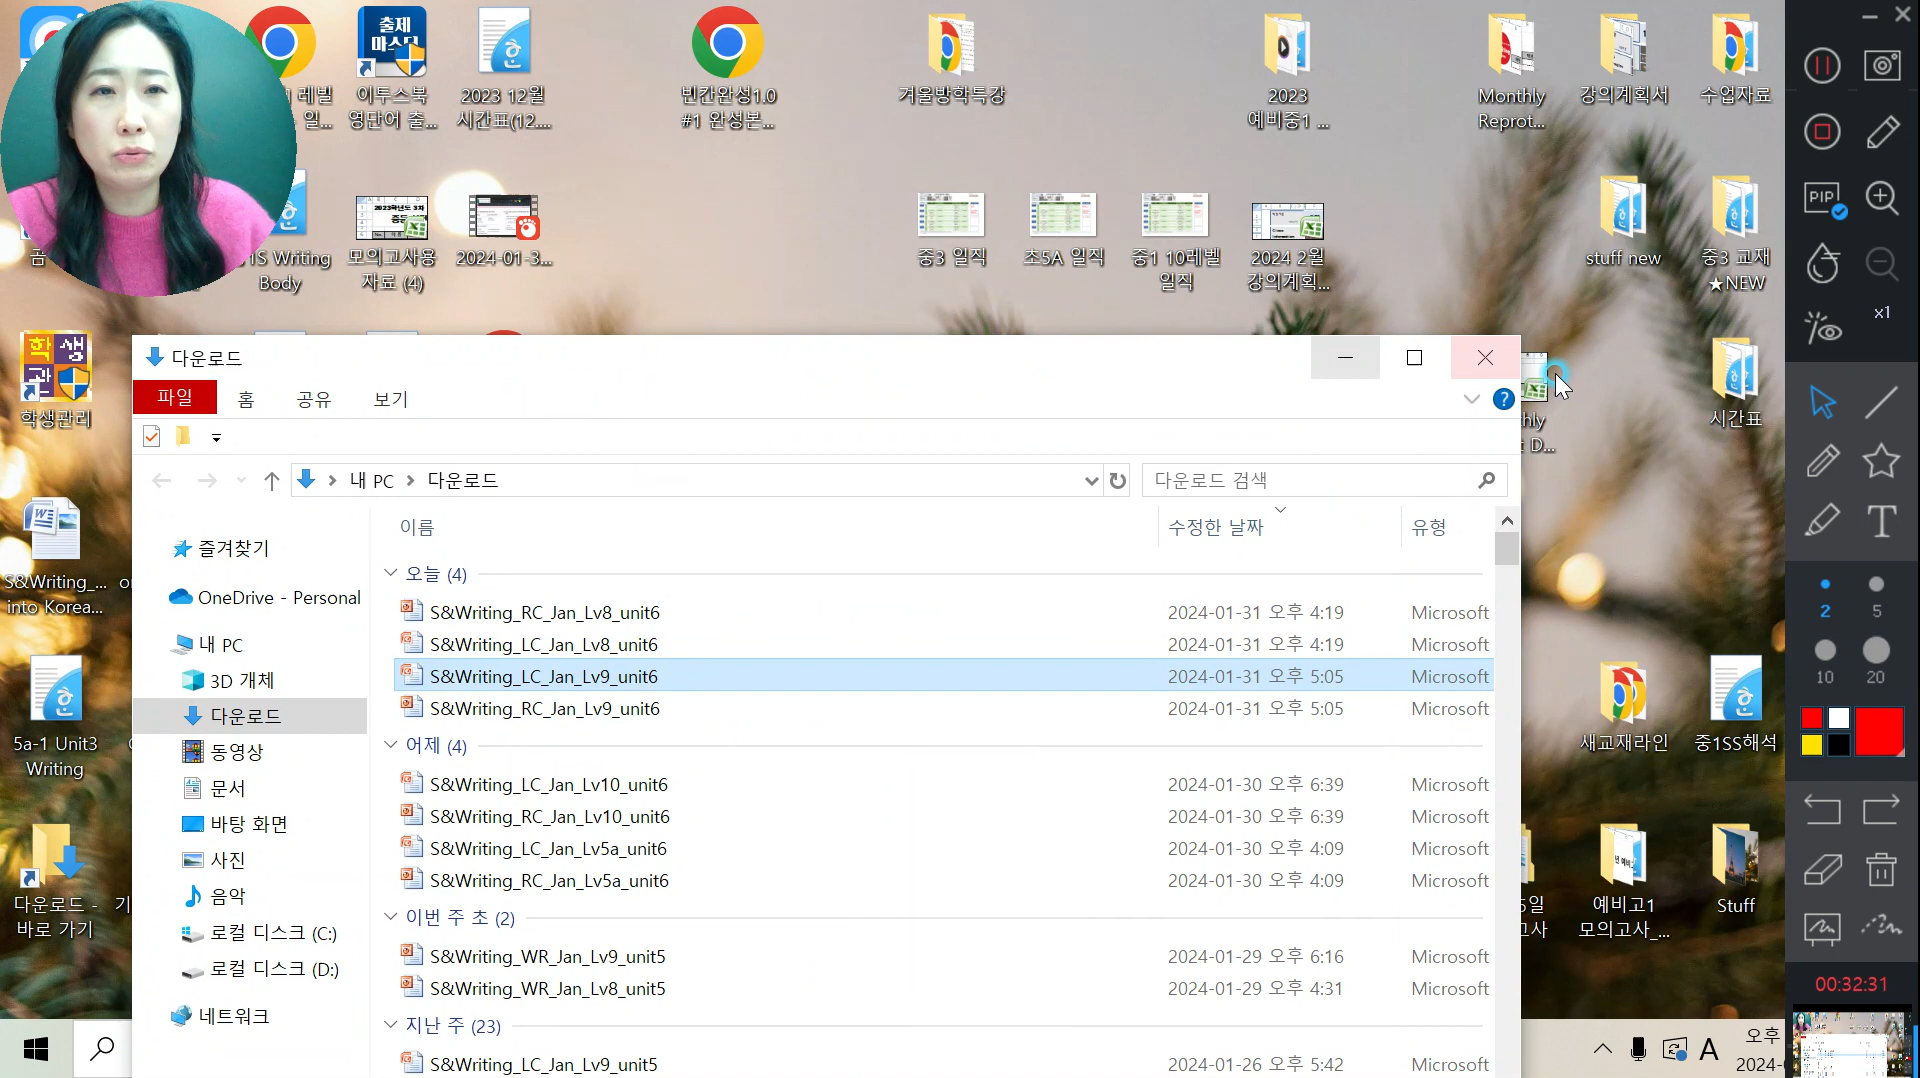 레벨
일...
출제
마스터
이투스북
영단어 출...
2023 12월
시간표(12....
빈칸완성1.0
#1 완성본...
겨울방학특강
2023
예비중1 ...
Monthly
Reprot...
강의계획서
수업자료
곰
1S Writing
Body
모의고사용
자료 (4)
2024-01-3...
중3 일직
초5A 일직
중1 10레벨
일직
2024 2월
강의계획...
stuff new
중3 교재
★NEW
학생관리
S&Writing_...
into Korea...
5a-1 Unit3
Writing
다운로드 -
바로 가기
기
시간표
새교재라인
중1SS해석
예비고1
모의고사_...
Stuff
5일
고사
hly
t D...
다운로드
파일
홈
공유
보기
내 PC
다운로드
다운로드 검색
이름
수정한 날짜
유형
즐겨찾기
OneDrive - Personal
내 PC
3D 개체
다운로드
동영상
문서
바탕 화면
사진
음악
로컬 디스크 (C:)
로컬 디스크 (D:)
네트워크
오늘 (4)
S&Writing_RC_Jan_Lv8_unit6 2024-01-31 오후 4:19 Microsoft
S&Writing_LC_Jan_Lv8_unit6 2024-01-31 오후 4:19 Microsoft
S&Writing_LC_Jan_Lv9_unit6 2024-01-31 오후 5:05 Microsoft
S&Writing_RC_Jan_Lv9_unit6 2024-01-31 오후 5:05 Microsoft
어제 (4)
S&Writing_LC_Jan_Lv10_unit6 2024-01-30 오후 6:39 Microsoft
S&Writing_RC_Jan_Lv10_unit6 2024-01-30 오후 6:39 Microsoft
S&Writing_LC_Jan_Lv5a_unit6 2024-01-30 오후 4:09 Microsoft
S&Writing_RC_Jan_Lv5a_unit6 2024-01-30 오후 4:09 Microsoft
이번 주 초 (2)
S&Writing_WR_Jan_Lv9_unit5 2024-01-29 오후 6:16 Microsoft
S&Writing_WR_Jan_Lv8_unit5 2024-01-29 오후 4:31 Microsoft
지난 주 (23)
S&Writing_LC_Jan_Lv9_unit5 2024-01-26 오후 5:42 Microsoft
PIP
x1
T
2
5
10
20
00:32:31
A
오후
2024-